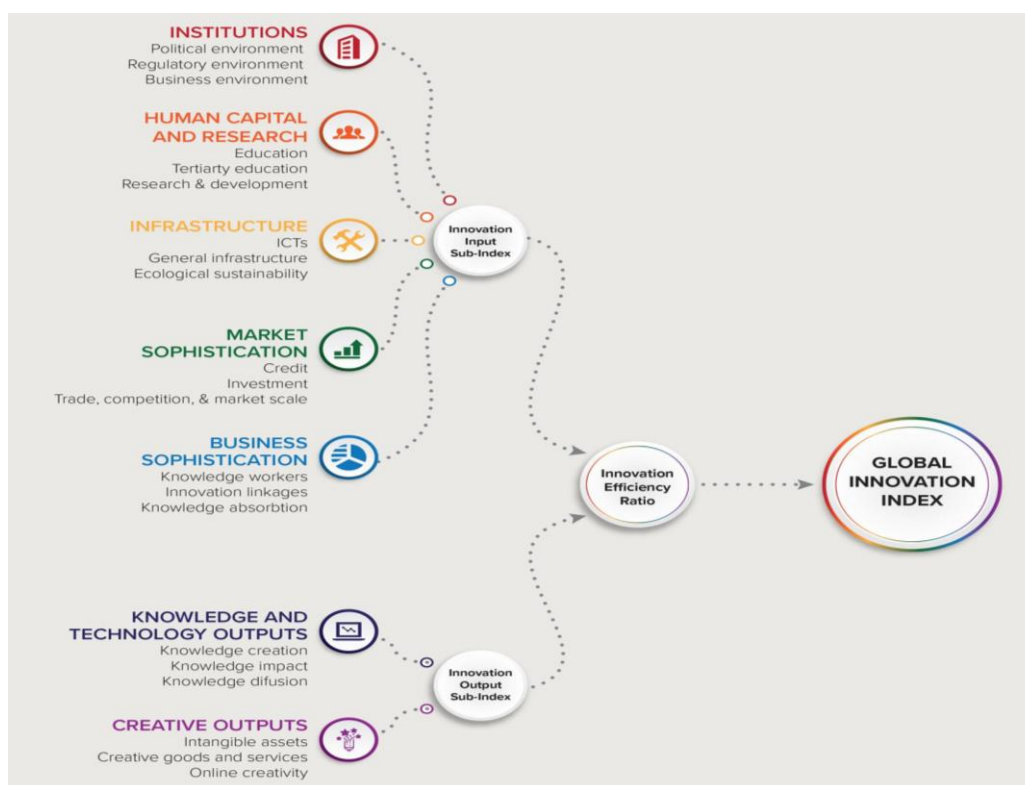 INSTITUTIONS
Political environment
Regulatory environment
Business environment
HUMAN CAPITAL
AND RESEARCH
Education
Tertiarty education
Research & development
INFRASTRUCTURE
ICTs
General infrastructure
Ecological sustainability
MARKET
SOPHISTICATION
Credit
Investment
Trade, competition, & market scale
BUSINESS
SOPHISTICATION
Knowledge workers
Innovation linkages
Knowledge absorbtion
KNOWLEDGE AND
TECHNOLOGY OUTPUTS
Knowledge creation
Knowledge impact
Knowledge difusion
CREATIVE OUTPUTS
Intangible assets
Creative goods and services
Online creativity
Innovation
Input
Sub-Index
Innovation
Output
Sub-Index
Innovation
Efficiency
Ratio
GLOBAL
INNOVATION
INDEX